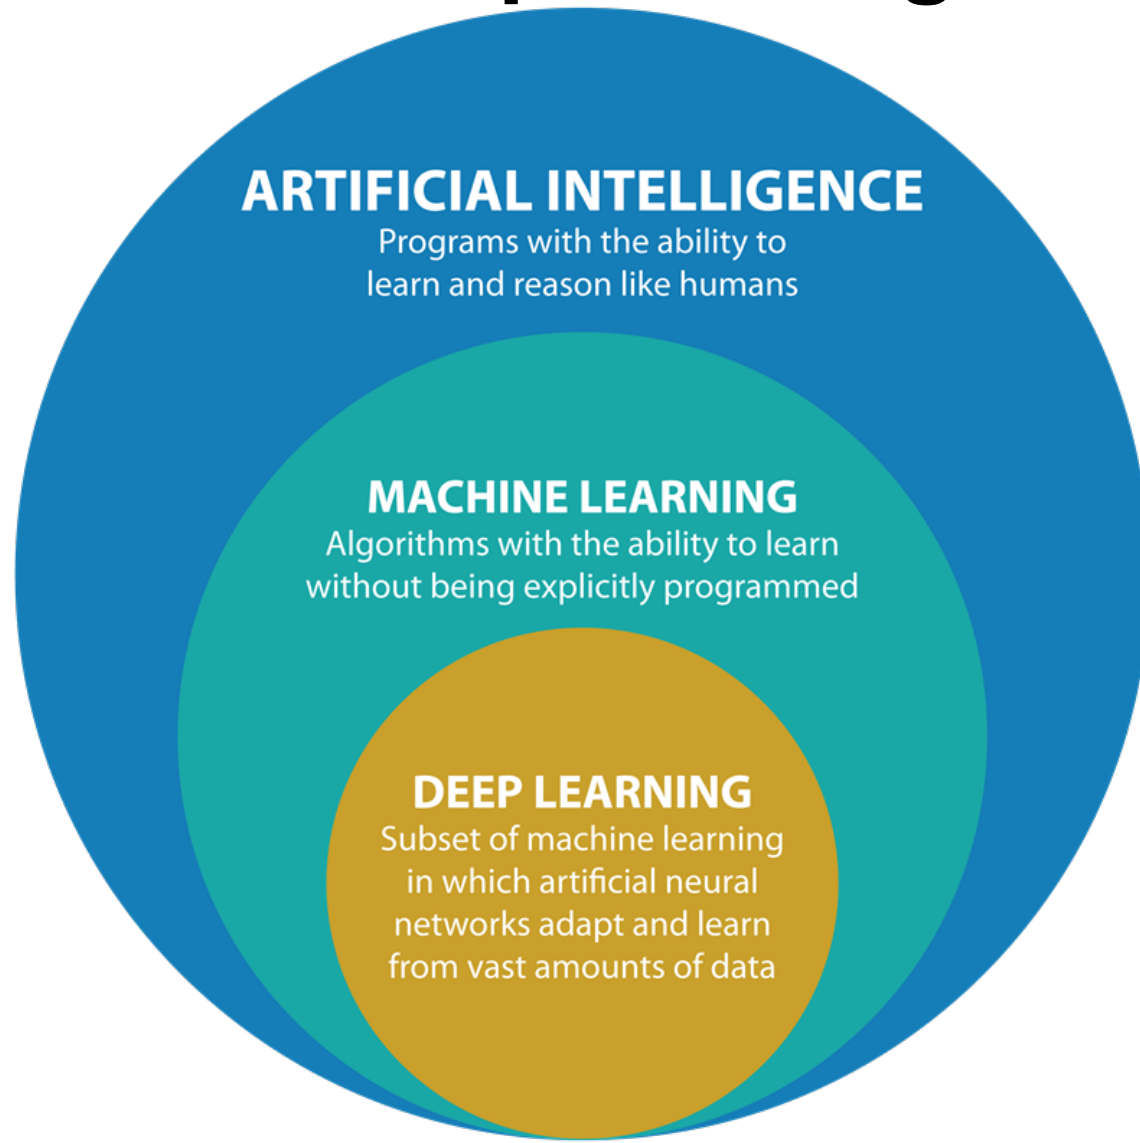 ARTIFICIAL INTELLIGENCE
Programs with the ability to
learn and reason like humans
MACHINE LEARNING
Algorithms with the ability to learn
without being explicitly programmed
DEEP LEARNING
Subset of machine learning
in which artificial neural
networks adapt and learn
from vast amounts of data